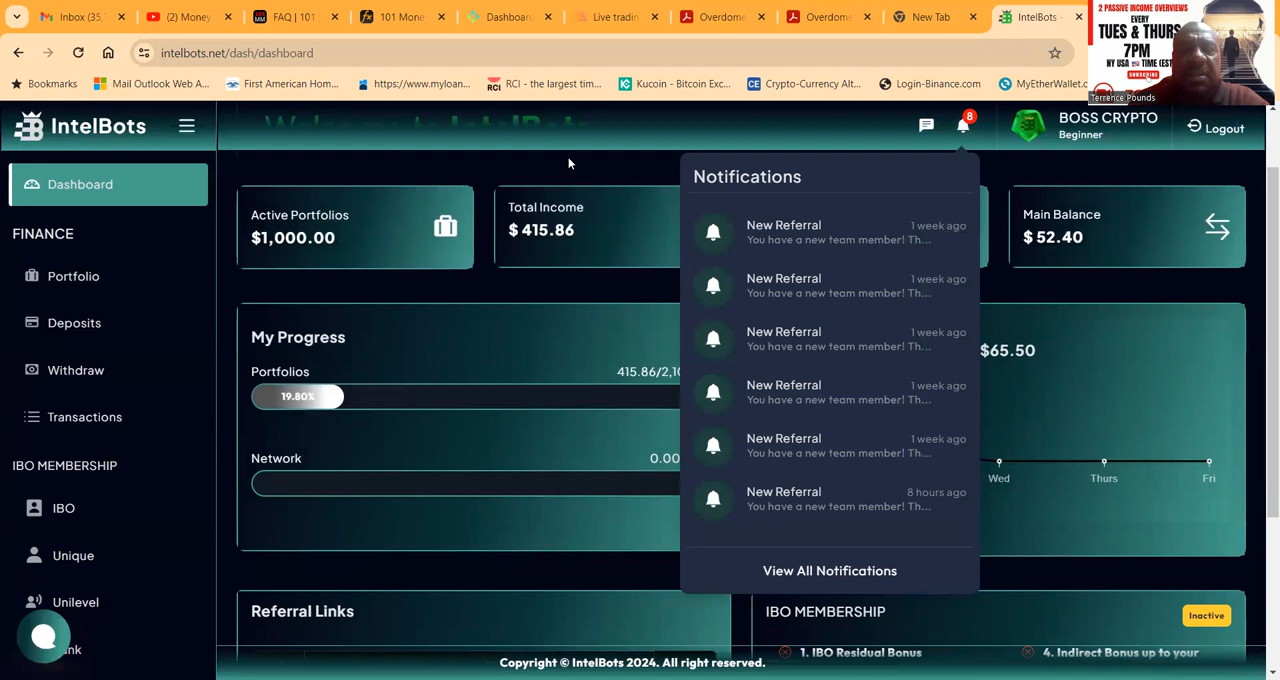 Inbox (35,
(2) Money
FAQ | 101
101 Mone
Dashboard
Live tradin
Overdome
Overdome
New Tab
IntelBots -
intelbots.net/dash/dashboard
Bookmarks
Mail Outlook Web A...
First American Hom...
https://www.myloan...
RCI - the largest tim...
Kucoin - Bitcoin Exc...
Crypto-Currency Alt...
Login-Binance.com
MyEtherWallet.c
2 PASSIVE INCOME OVERVIEWS
EVERY
TUES & THURS
7PM
NY USA TIME (EST
SUBSCRIBE
Terrence Pounds
IntelBots
Welcome to IntelBots
8
BOSS CRYPTO
Beginner
Logout
Dashboard
FINANCE
Portfolio
Deposits
Withdraw
Transactions
IBO MEMBERSHIP
IBO
Unique
Unilevel
Active Portfolios
$1,000.00
Total Income
$ 415.86
Main Balance
$ 52.40
My Progress
Portfolios
415.86/2,10
19.80%
Network
0.00
$65.50
Wed
Thurs
Fri
Notifications
New Referral
1 week ago
You have a new team member! Th...
New Referral
1 week ago
You have a new team member! Th...
New Referral
1 week ago
You have a new team member! Th...
New Referral
1 week ago
You have a new team member! Th...
New Referral
1 week ago
You have a new team member! Th...
New Referral
8 hours ago
You have a new team member! Th...
View All Notifications
Referral Links
IBO MEMBERSHIP
Inactive
1. IBO Residual Bonus
4. Indirect Bonus up to your
Copyright © IntelBots 2024. All right reserved.